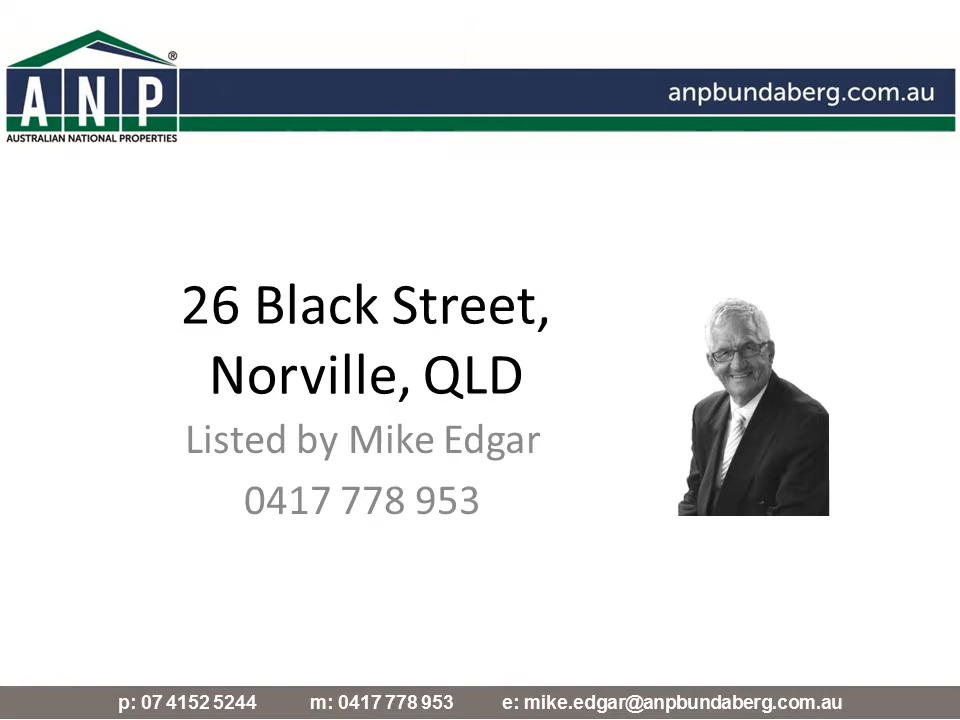 ANP®
AUSTRALIAN NATIONAL PROPERTIES
anpbundaberg.com.au
26 Black Street,
Norville, QLD
Listed by Mike Edgar
0417 778 953
p: 07 4152 5244 m: 0417 778 953 e: mike.edgar@anpbundaberg.com.au